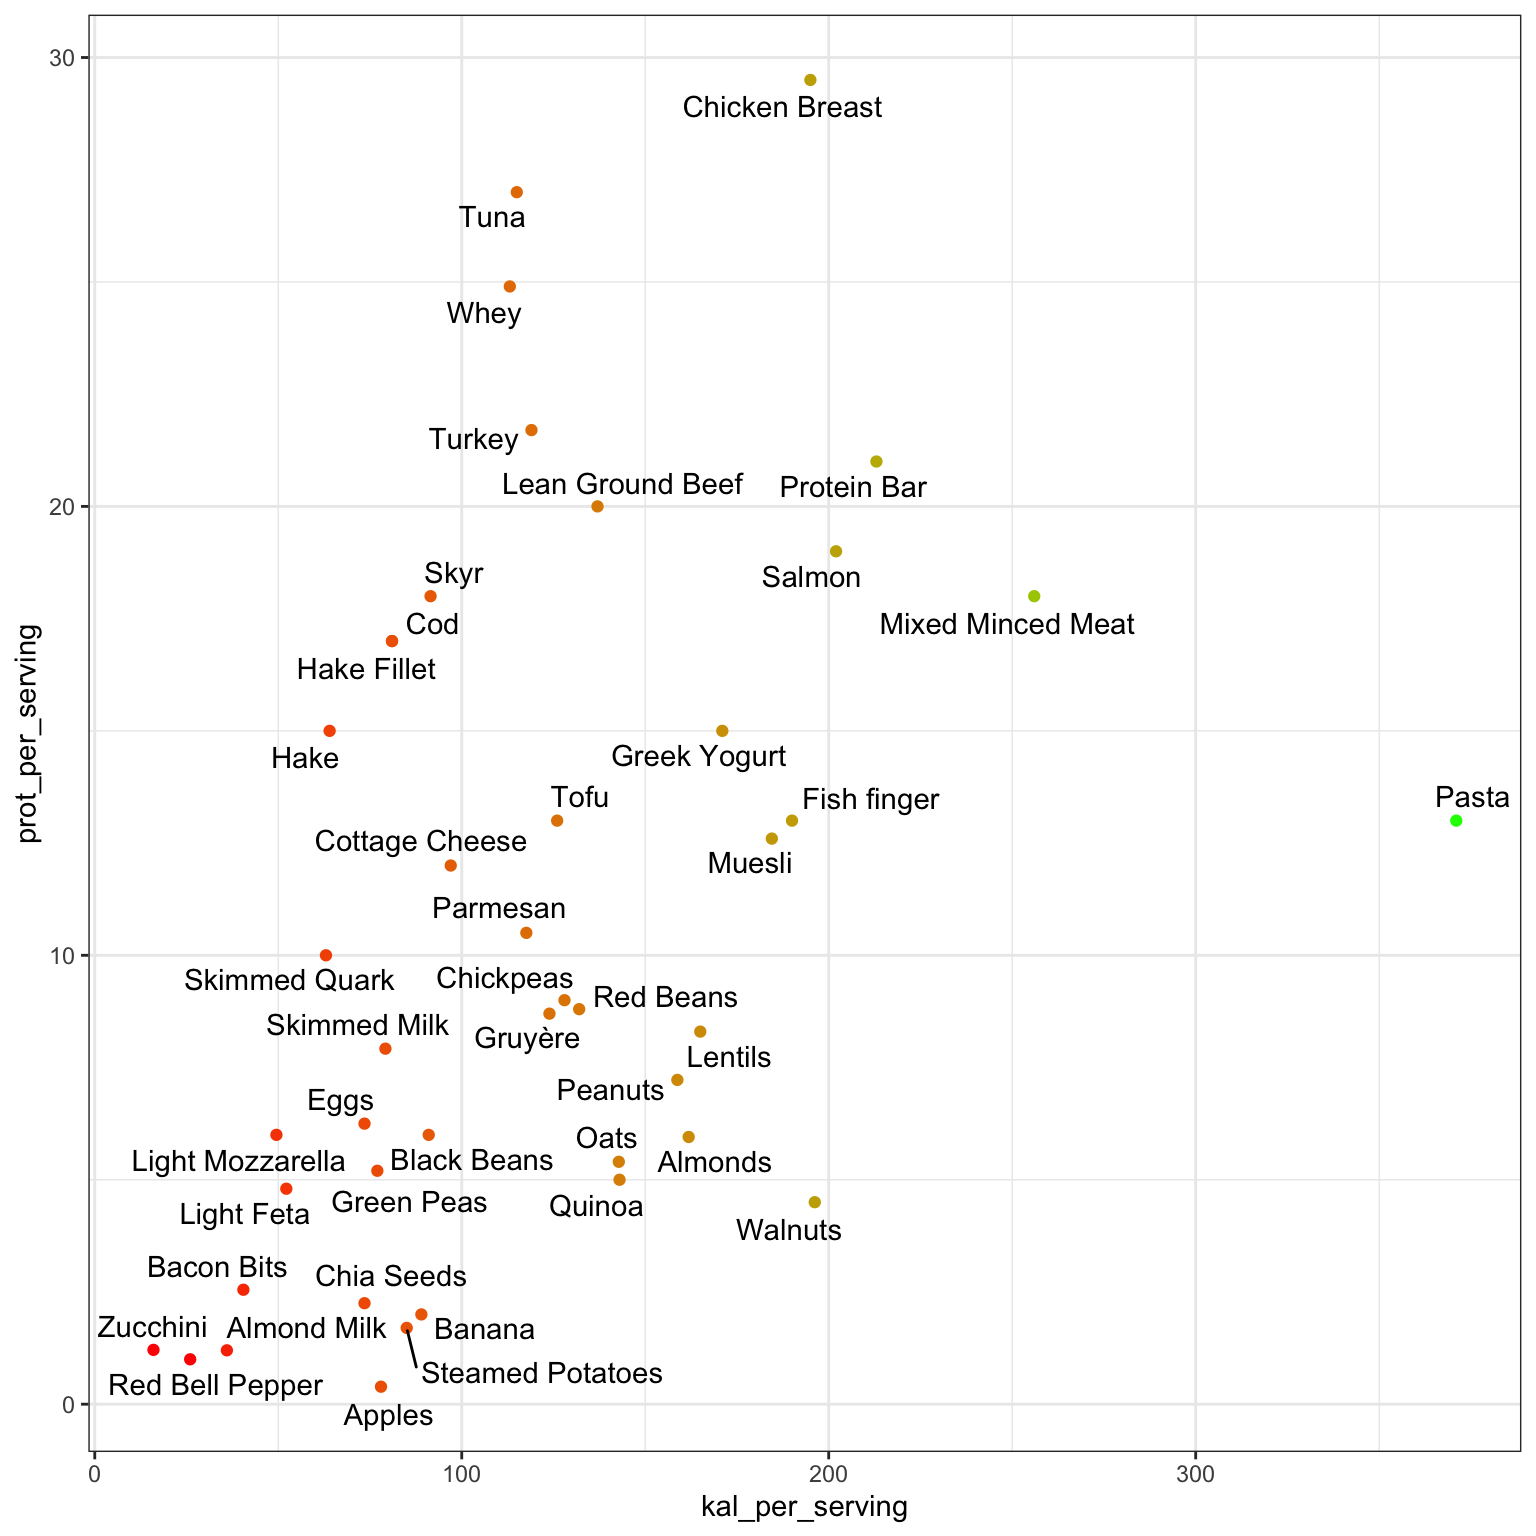 30
Chicken Breast
Tuna
Whey
Turkey
Lean Ground Beef
Protein Bar
20
Salmon
Skyr
Cod
Mixed Minced Meat
Hake Fillet
prot_per_serving
Hake
Greek Yogurt
Tofu
Fish finger
Pasta
Cottage Cheese
Muesli
Parmesan
10
Skimmed Quark
Chickpeas
Red Beans
Skimmed Milk
Gruyère
Lentils
Peanuts
Eggs
Oats
Light Mozzarella
Black Beans
Almonds
Green Peas
Quinoa
Light Feta
Walnuts
Bacon Bits
Chia Seeds
Zucchini
Almond Milk
Banana
Steamed Potatoes
Red Bell Pepper
0
Apples
0
100
200
300
kal_per_serving